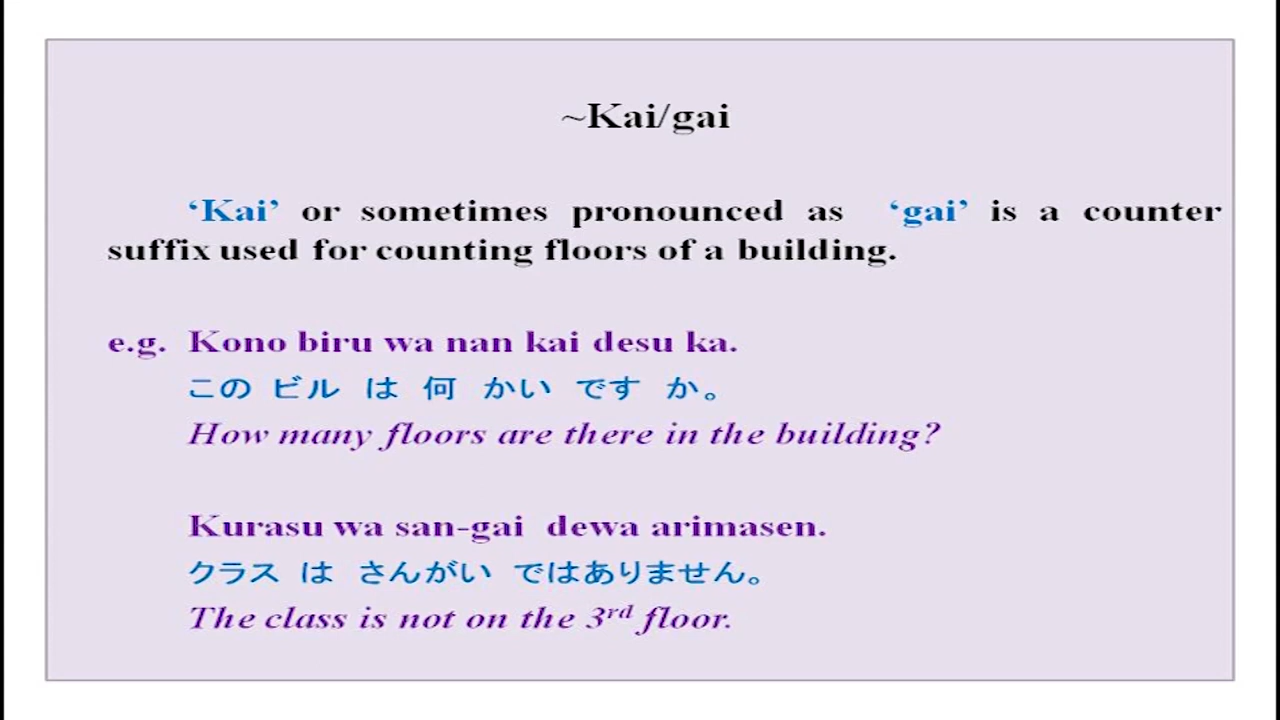 ~Kai/gai
‘Kai’ or sometimes pronounced as ‘gai’ is a counter
suffix used for counting floors of a building.
e.g. Kono biru wa nan kai desu ka.
この ビル は 何 かい です か。
How many floors are there in the building?
Kurasu wa san-gai dewa arimasen.
クラス は さんがい ではありません。
The class is not on the 3rd floor.